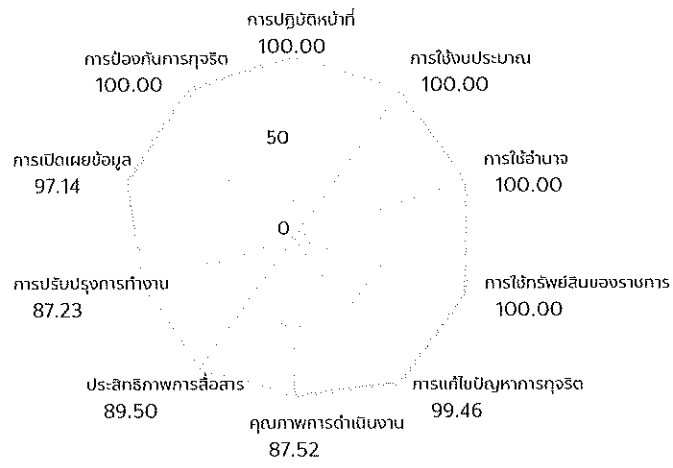 การปฏิบัติหน้าที่
100.00
การป้องกันการทุจริต
100.00
การใช้งบประมาณ
100.00
50
การเปิดเผยข้อมูล
97.14
การใช้อำนาจ
100.00
0
การปรับปรุงการทำงาน
87.23
การใช้ทรัพย์สินของราชการ
100.00
ประสิทธิภาพการสื่อสาร
89.50
การแก้ไขปัญหาการทุจริต
99.46
คุณภาพการดำเนินงาน
87.52